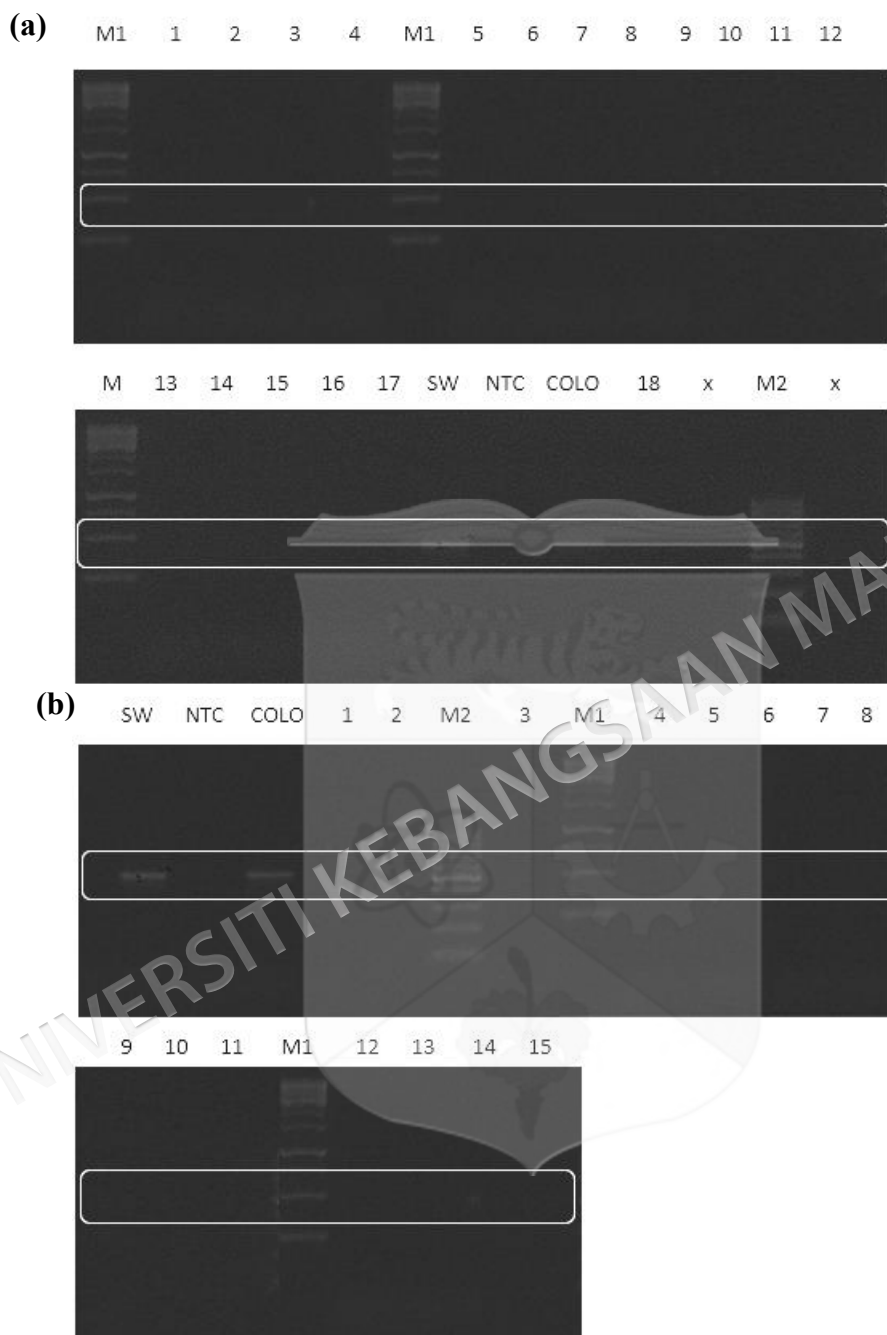 (a) M1 1 2 3 4 M1 5 6 7 8 9 10 11 12
M 13 14 15 16 17 SW NTC COLO 18 x M2 x
(b) SW NTC COLO 1 2 M2 3 M1 4 5 6 7 8
9 10 11 M1 12 13 14 15
NIVERSITI KEBANGSAAN MA